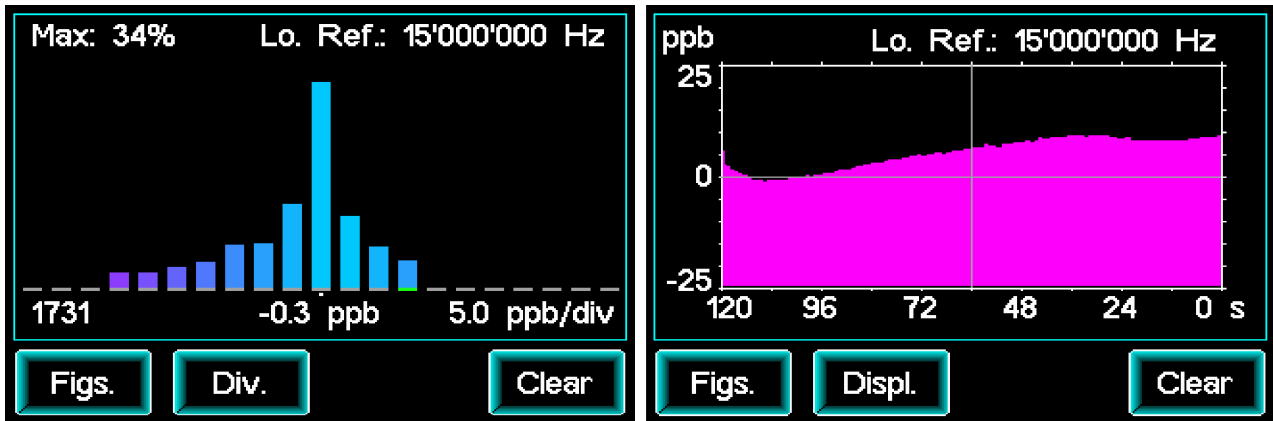 Max: 34% Lo. Ref.: 15'000'000 Hz
1731 -0.3 ppb 5.0 ppb/div
Figs. Div. Clear
ppb Lo. Ref.: 15'000'000 Hz
25
0
-25
120 96 72 48 24 0 s
Figs. Displ. Clear